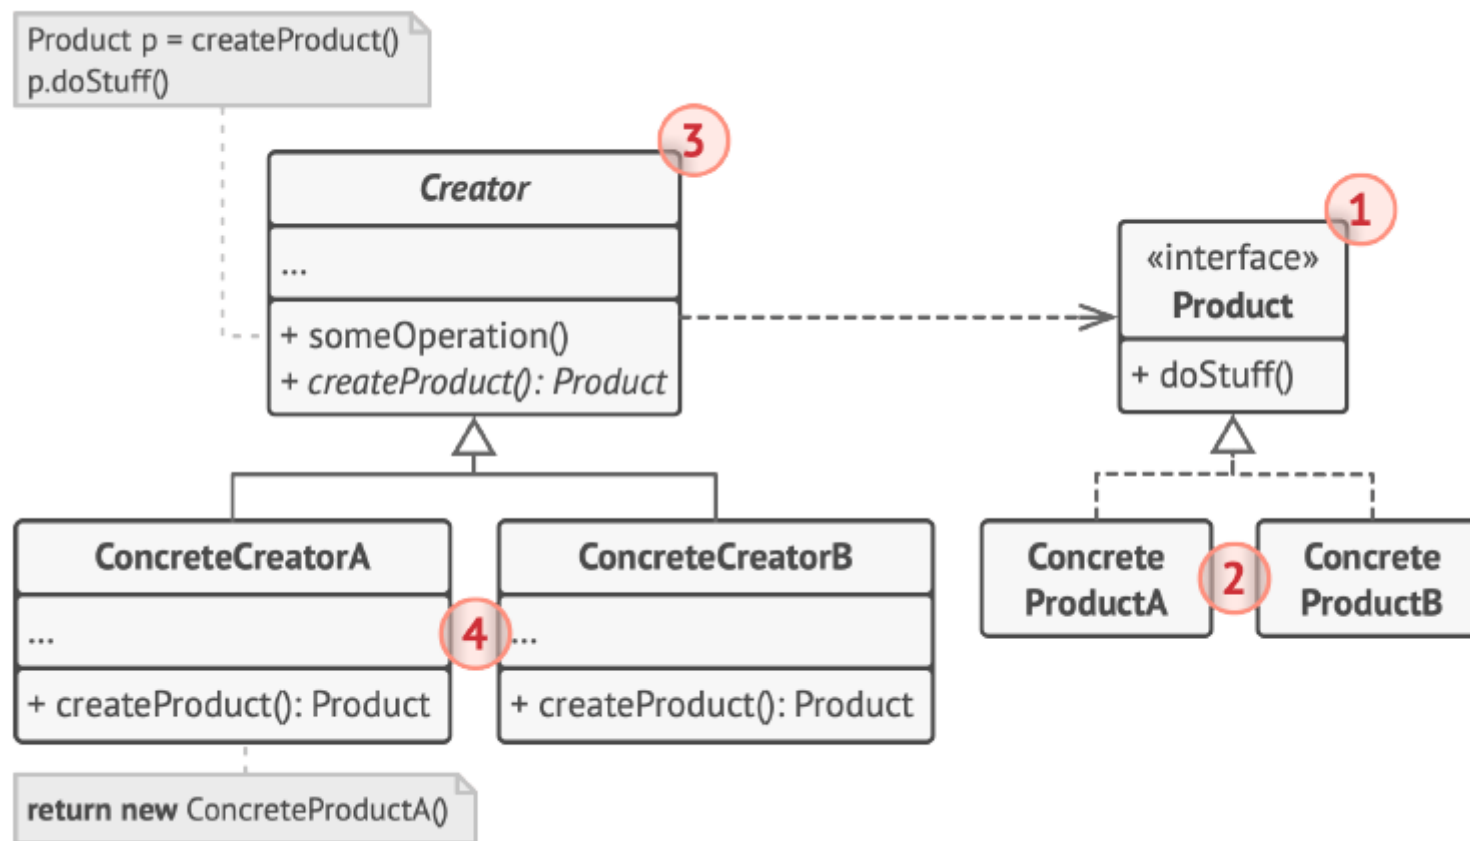 Product p = createProduct()
p.doStuff()
3
Creator
...
+ someOperation()
+ createProduct(): Product
1
«interface»
Product
+ doStuff()
ConcreteCreatorA
...
+ createProduct(): Product
4
ConcreteCreatorB
...
+ createProduct(): Product
Concrete
ProductA
2
Concrete
ProductB
return new ConcreteProductA()